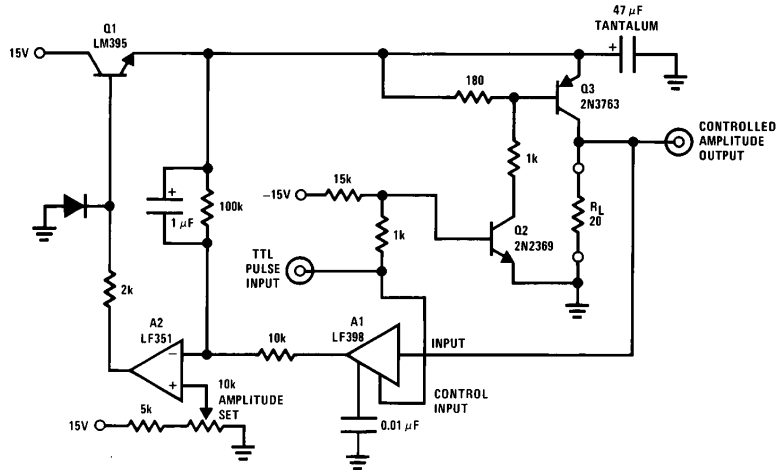 47 µF
TANTALUM
Q1
LM395
15V
+
180
Q3
2N3763
CONTROLLED
AMPLITUDE
OUTPUT
1k
+
1 µF
100k
−15V
15k
1k
Q2
2N2369
RL
20
TTL
PULSE
INPUT
2k
A2
LF351
A1
LF398
−
10k
INPUT
+
10k
AMPLITUDE
SET
CONTROL
INPUT
5k
15V
0.01 µF